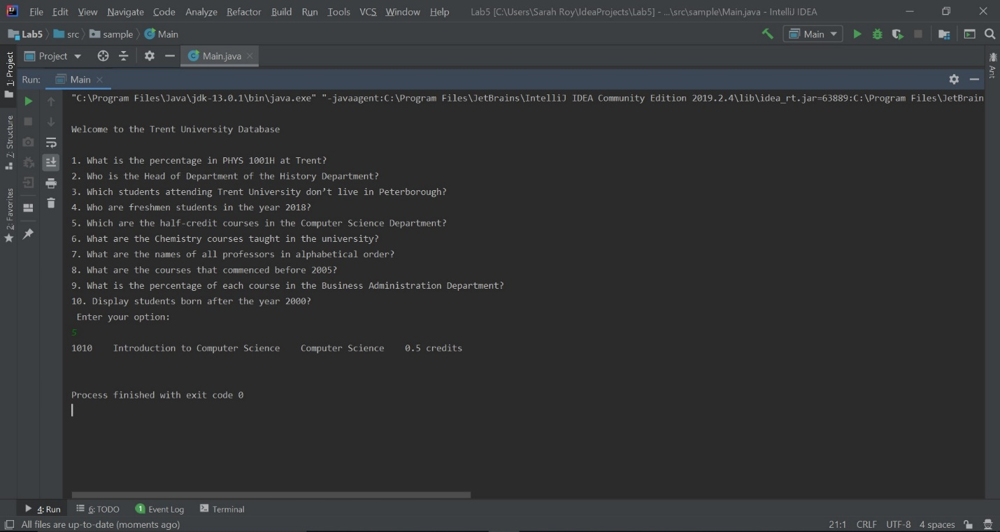 File Edit View Navigate Code Analyze Refactor Build Run Tools VCS Window Help Lab5 [C:\Users\Sarah Roy\IdeaProjects\Lab5] - ...\src\sample\Main.java - IntelliJ IDEA
Lab5 src sample Main Main
1: Project
Project Main.java
Ant
Run: Main
"C:\Program Files\Java\jdk-13.0.1\bin\java.exe" "-javaagent:C:\Program Files\JetBrains\IntelliJ IDEA Community Edition 2019.2.4\lib\idea_rt.jar=63889:C:\Program Files\JetBrain
Welcome to the Trent University Database
7: Structure
1. What is the percentage in PHYS 1001H at Trent?
2. Who is the Head of Department of the History Department?
3. Which students attending Trent University don’t live in Peterborough?
2: Favorites
4. Who are freshmen students in the year 2018?
5. Which are the half-credit courses in the Computer Science Department?
6. What are the Chemistry courses taught in the university?
7. What are the names of all professors in alphabetical order?
8. What are the courses that commenced before 2005?
9. What is the percentage of each course in the Business Administration Department?
10. Display students born after the year 2000?
Enter your option:
5
1010 Introduction to Computer Science Computer Science 0.5 credits
Process finished with exit code 0
4: Run 6: TODO 1 Event Log Terminal
All files are up-to-date (moments ago) 21:1 CRLF UTF-8 4 spaces